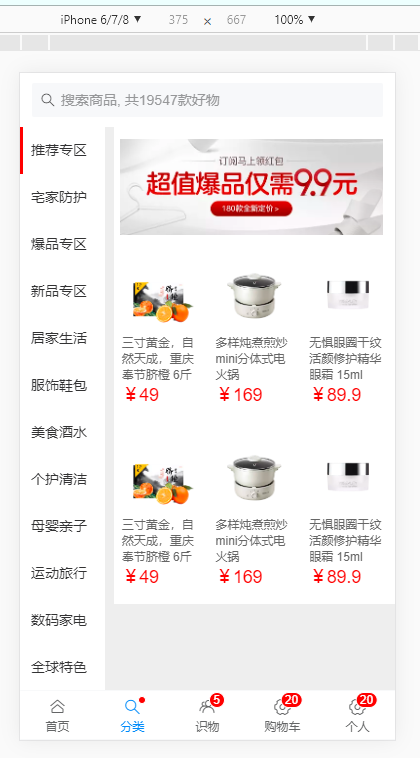 iPhone 6/7/8 ▼ 375 × 667 100% ▼
搜索商品, 共19547款好物
推荐专区
宅家防护
爆品专区
新品专区
居家生活
服饰鞋包
美食酒水
个护清洁
母婴亲子
运动旅行
数码家电
全球特色
订阅马上领红包
超值爆品仅需9.9元
180款全新定价>
三寸黄金，自
然天成，重庆
奉节脐橙 6斤
￥49
多样炖煮煎炒
mini分体式电
火锅
￥169
无惧眼圈干纹
活颜修护精华
眼霜 15ml
￥89.9
三寸黄金，自
然天成，重庆
奉节脐橙 6斤
￥49
多样炖煮煎炒
mini分体式电
火锅
￥169
无惧眼圈干纹
活颜修护精华
眼霜 15ml
￥89.9
首页
分类
5
识物
20
购物车
20
个人